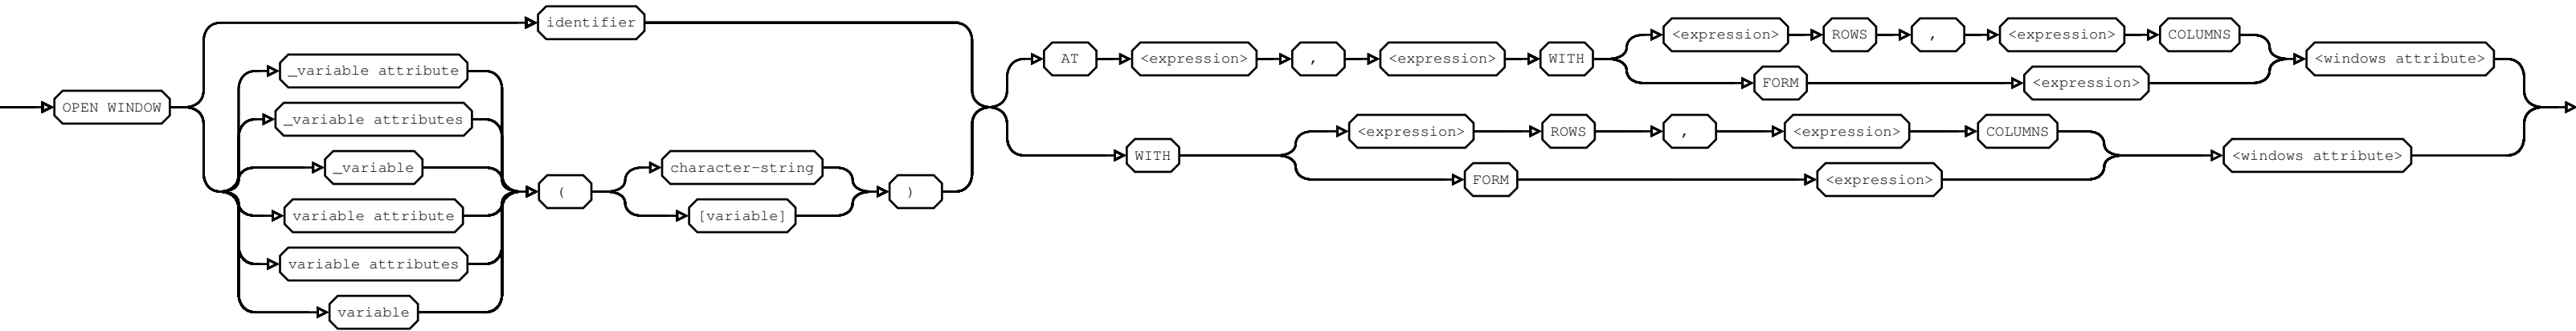 identifier
<expression> ROWS , <expression> COLUMNS
AT <expression> , <expression> WITH <windows attribute>
_variable attribute
FORM <expression>
OPEN WINDOW
_variable attributes
<expression> ROWS , <expression> COLUMNS
WITH <windows attribute>
_variable character-string
FORM <expression>
( )
variable attribute [variable]
variable attributes
variable